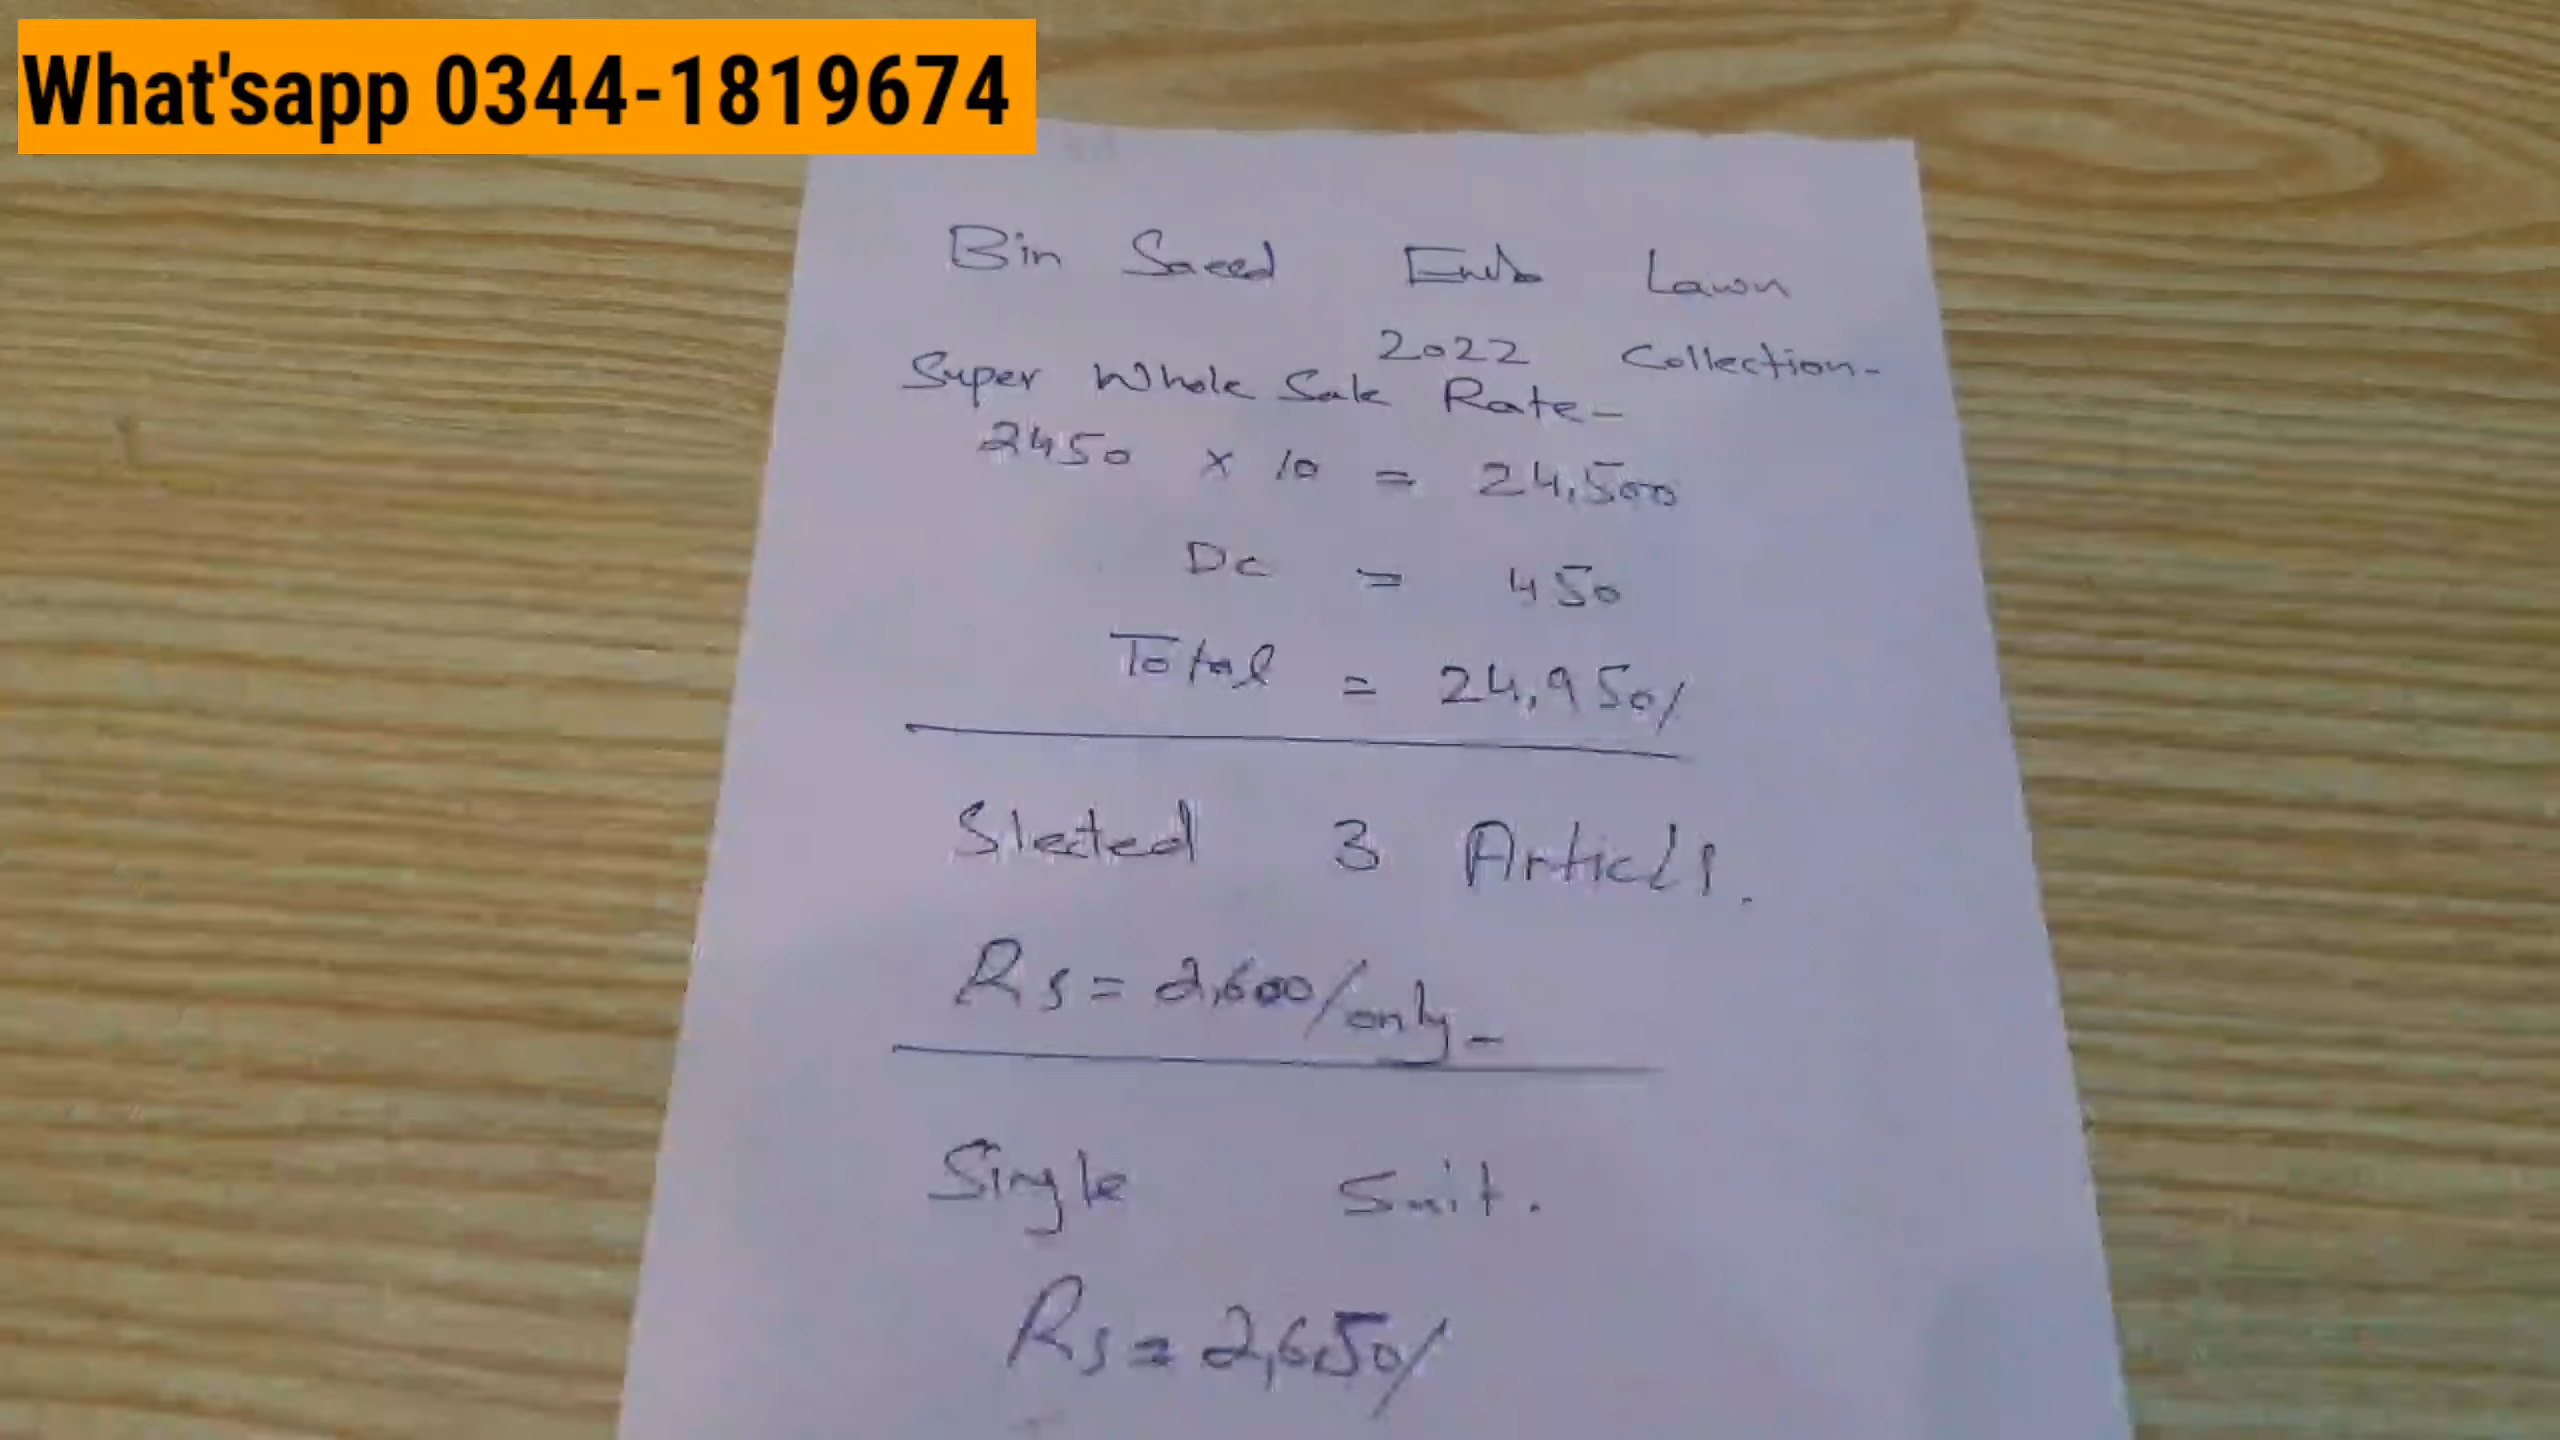 What'sapp 0344-1819674
Bin Saeed Emb Lawn
2022 Collection-
Super Whole Sale Rate-
2450 x 10 = 24,500
Dc = 450
Total = 24,950/
Slected 3 Articls.
Rs = 2,600/only-
Single Suit.
Rs = 2,650/